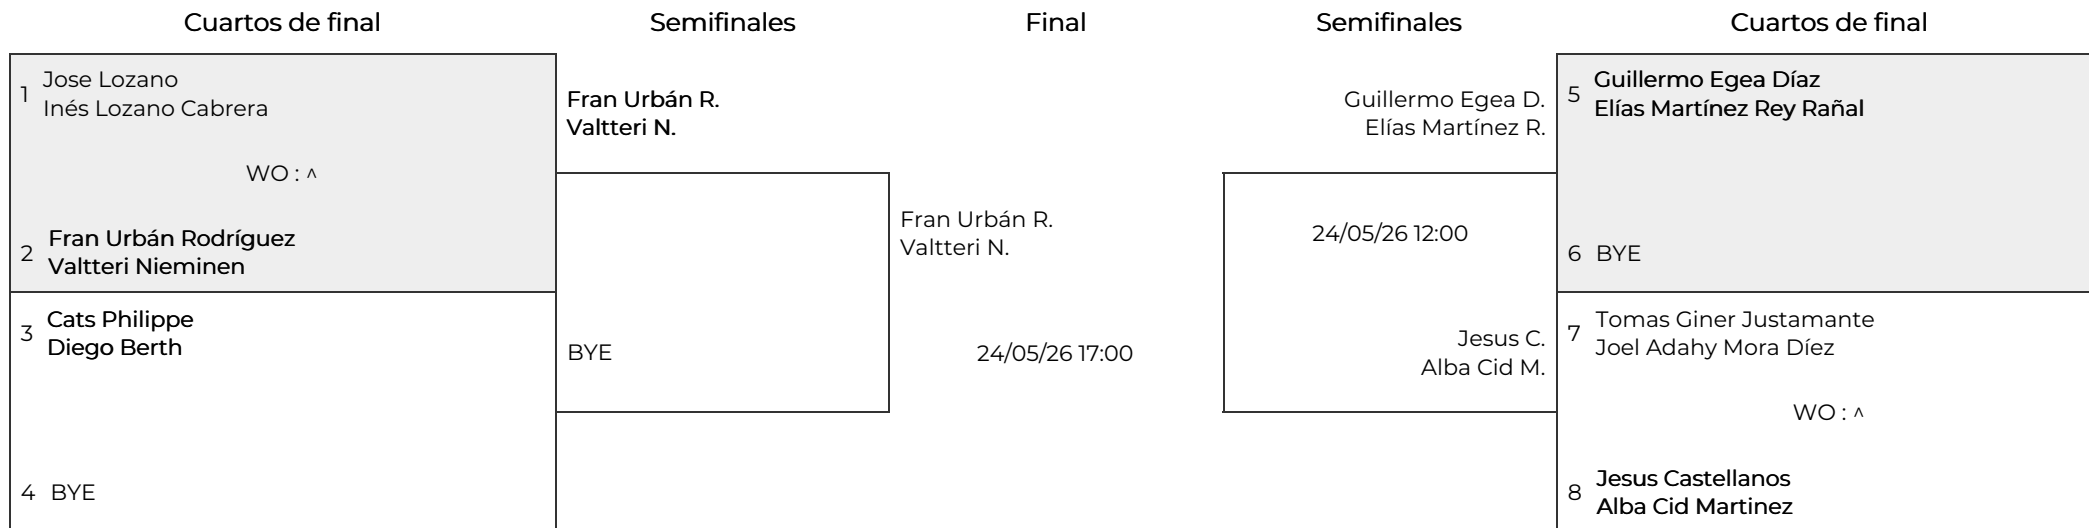 Cuartos de final
Semifinales
Final
Semifinales
Cuartos de final
1
Jose Lozano
Inés Lozano Cabrera
WO : ^
2
Fran Urbán Rodríguez
Valtteri Nieminen
3
Cats Philippe
Diego Berth
4 BYE
Fran Urbán R.
Valtteri N.
BYE
Fran Urbán R.
Valtteri N.
24/05/26 17:00
Guillermo Egea D.
Elías Martínez R.
24/05/26 12:00
Jesus C.
Alba Cid M.
5
Guillermo Egea Díaz
Elías Martínez Rey Rañal
6 BYE
7
Tomas Giner Justamante
Joel Adahy Mora Díez
WO : ^
8
Jesus Castellanos
Alba Cid Martinez